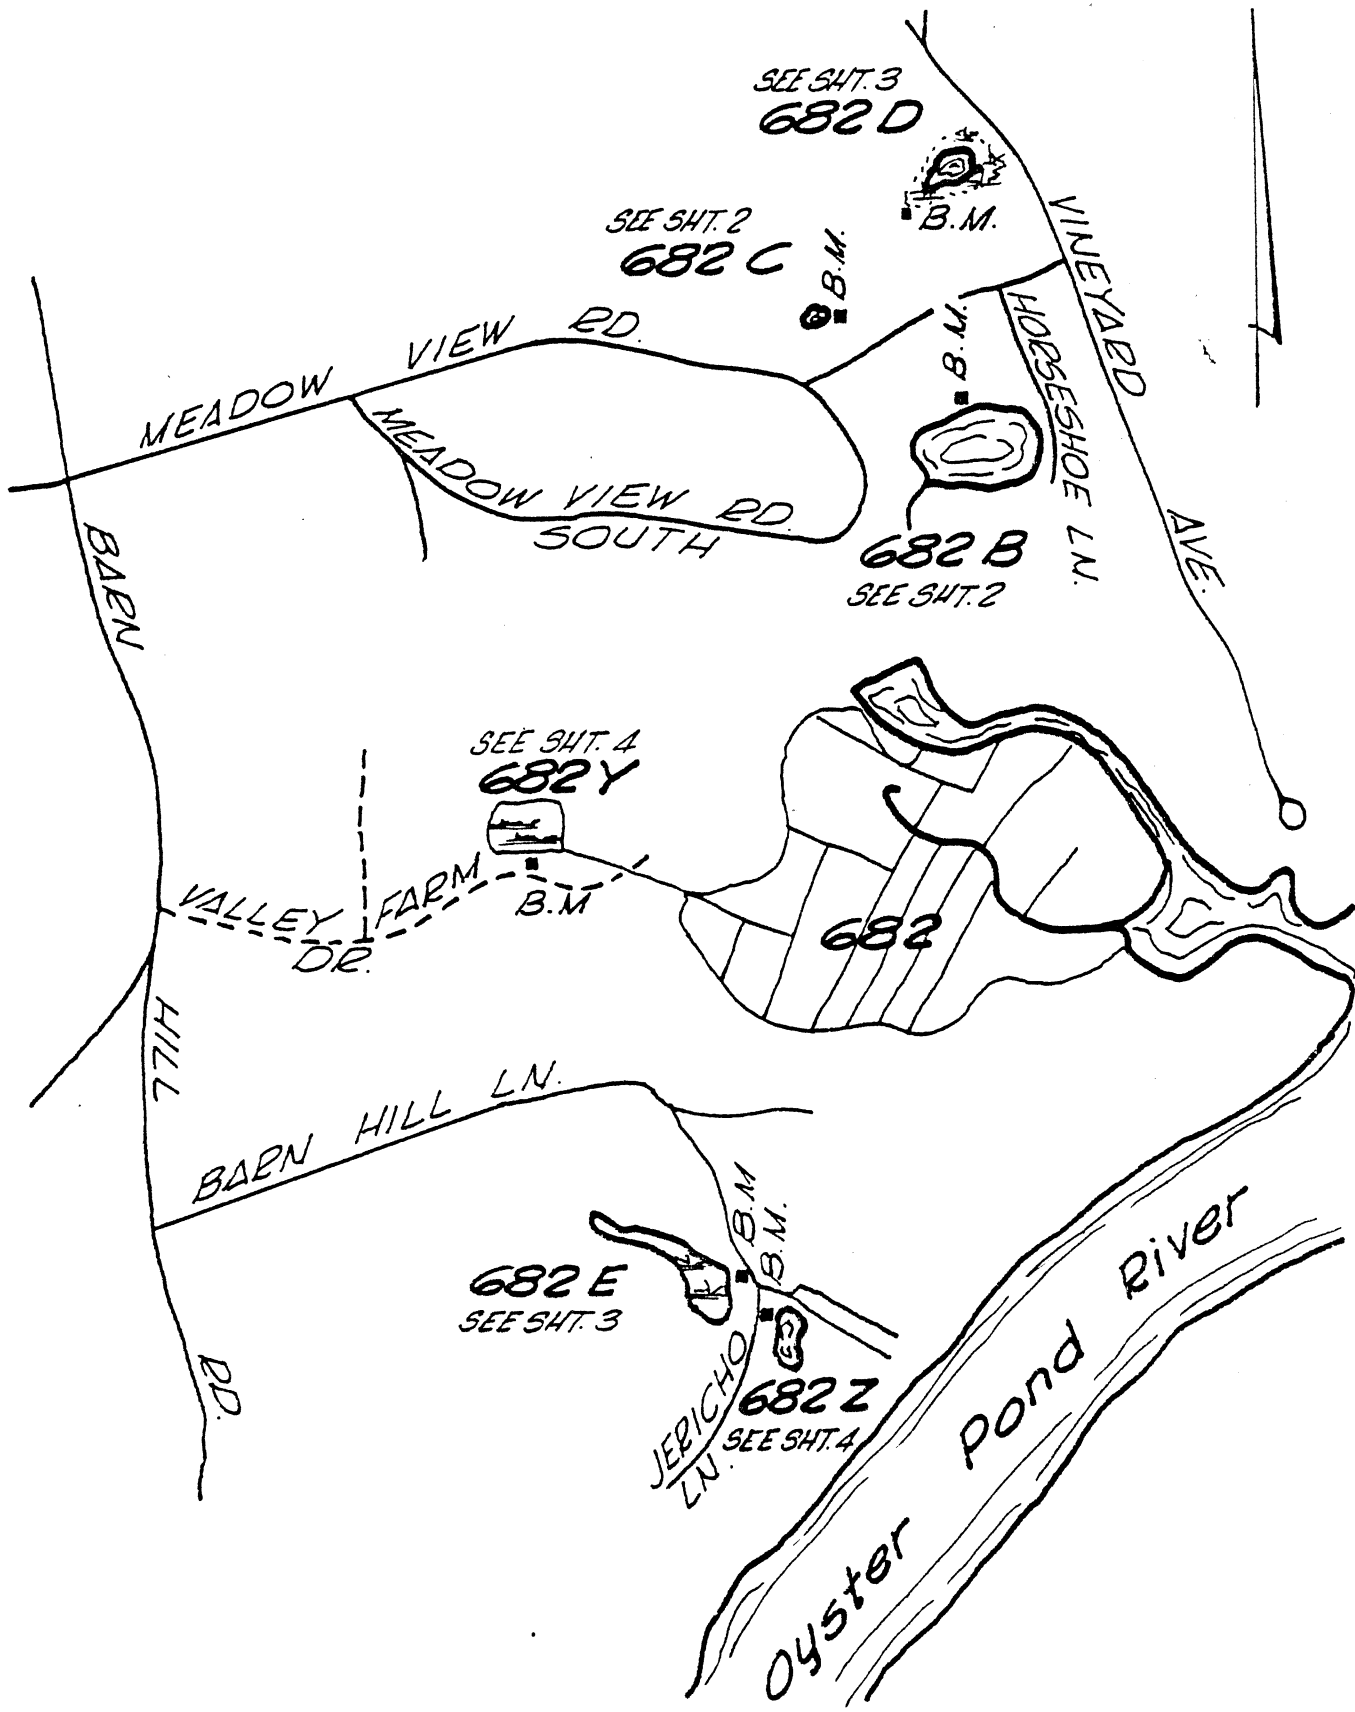 SEE SHT. 3
682 D
B.M.
SEE SHT. 2
682 C
B.M.
VINEYARD AVE.
MEADOW VIEW RD.
B.M.
HORSESHOE LN.
MEADOW VIEW RD.
SOUTH
682 B
SEE SHT. 2
BARN HILL RD.
SEE SHT. 4
682 Y
B.M
VALLEY FARM
DR.
682
BARN HILL LN.
B.M
B.M.
682 E
SEE SHT. 3
682 Z
SEE SHT. 4
JERICHO
LN.
Oyster Pond River